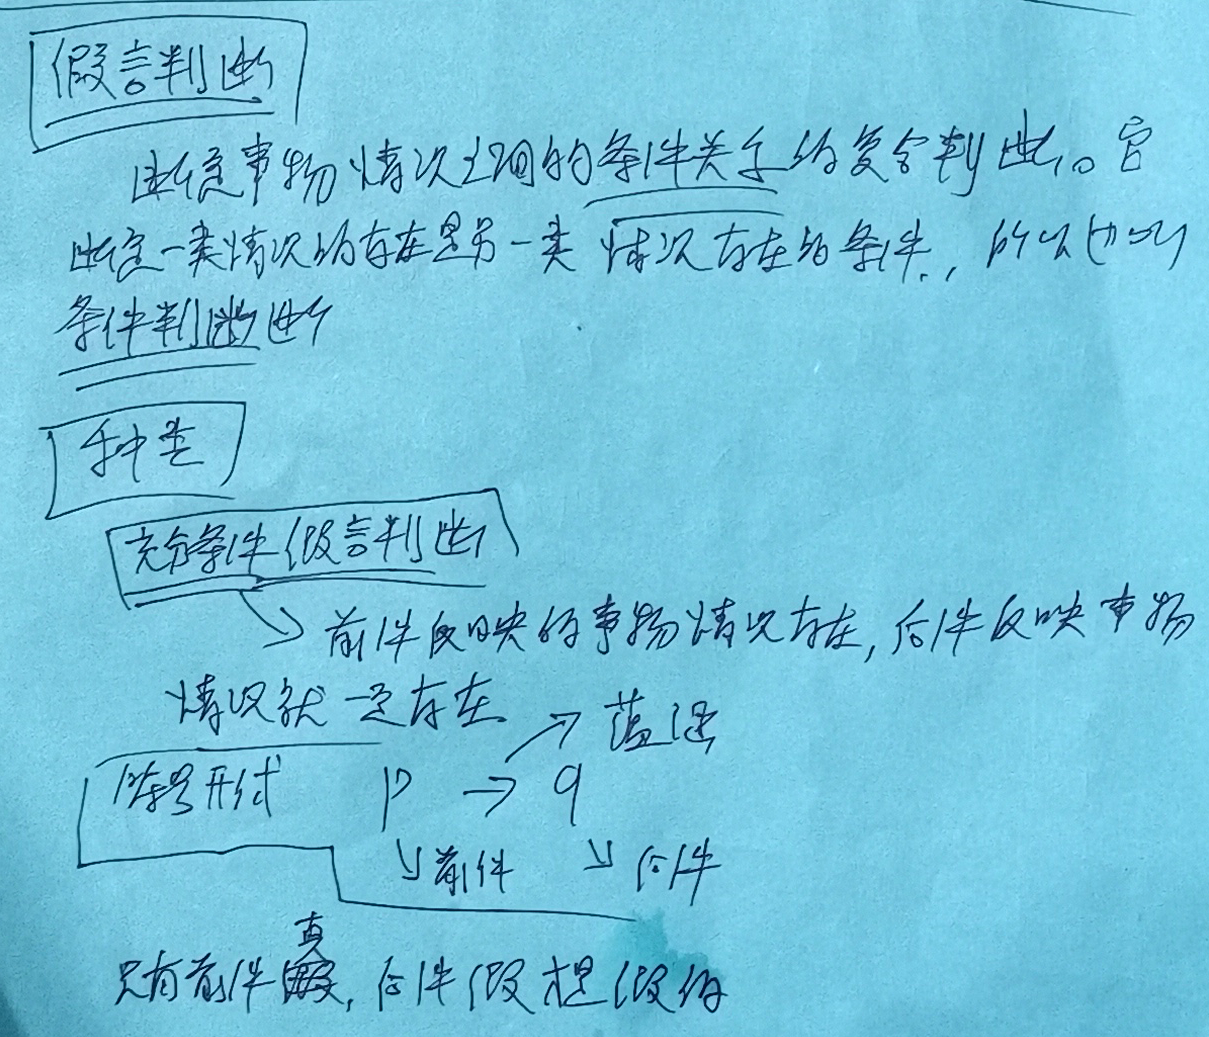 假言判断
断定事物情况之间的条件关系的复合判断。它
断定一类情况的存在是另一类情况存在的条件，所以也叫
条件判断
种类
充分条件假言判断
前件反映的事物情况存在，后件反映事物
情况就一定存在
蕴涵
符号形式 p → q
前件 后件
只有前件真，后件假才是假的